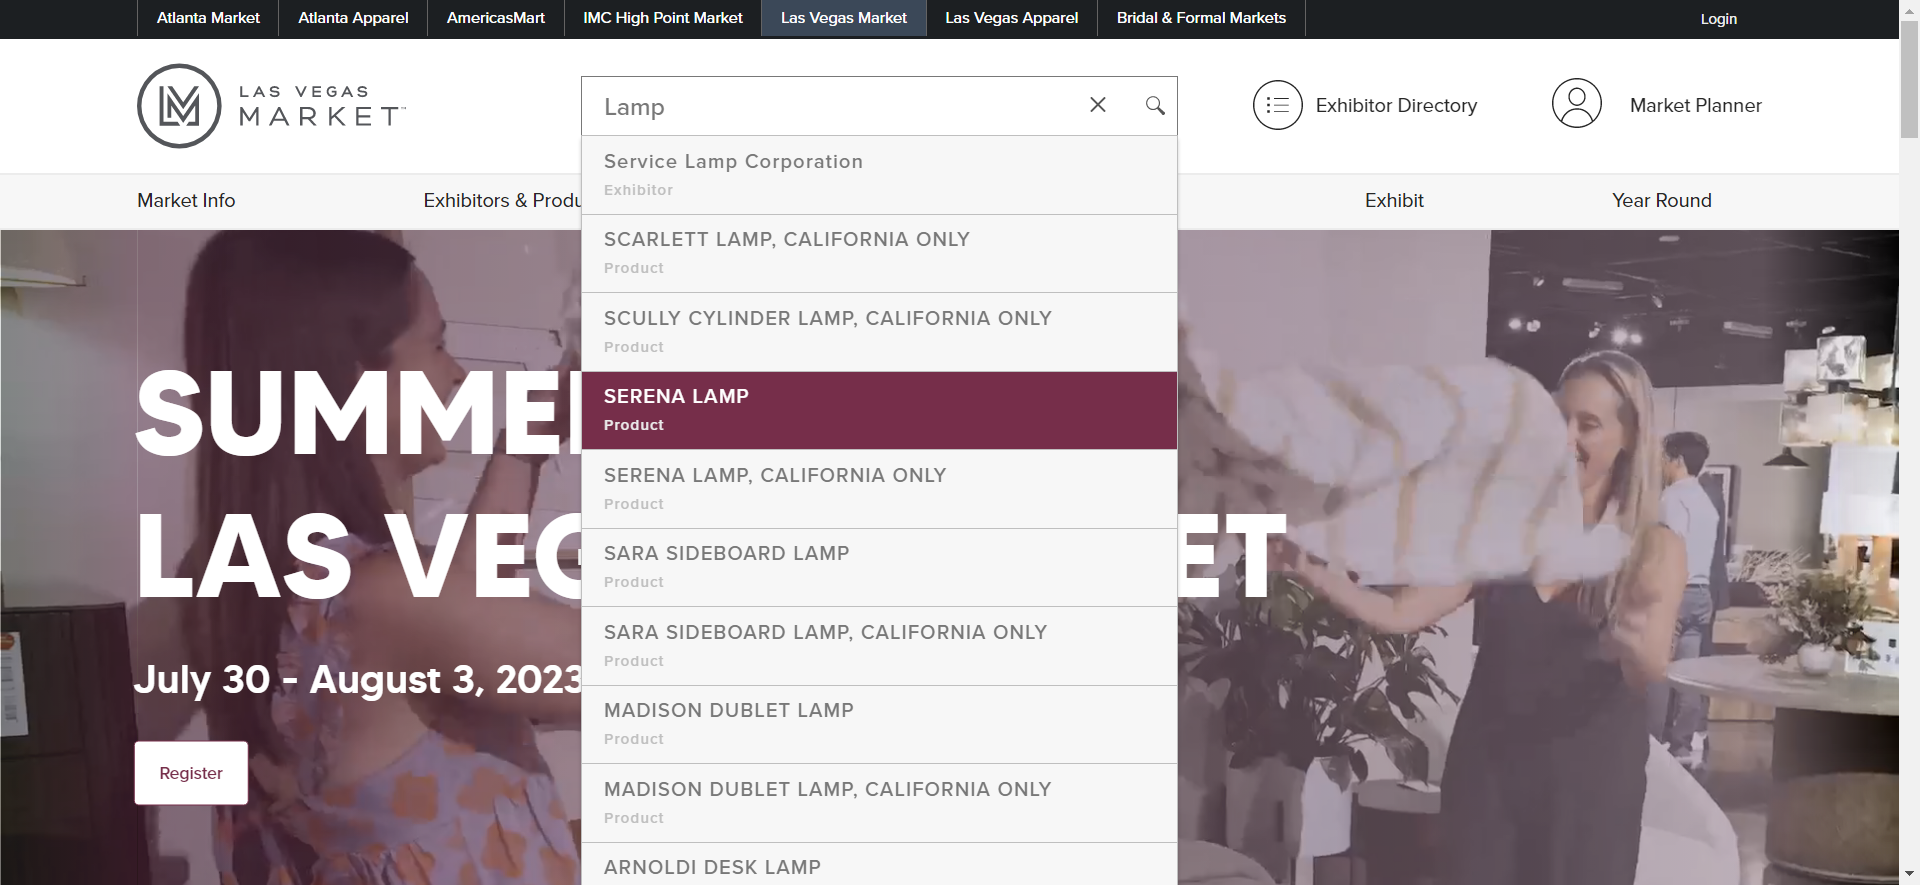 Atlanta Market
Atlanta Apparel
AmericasMart
IMC High Point Market
Las Vegas Market
Las Vegas Apparel
Bridal & Formal Markets
Login
LM
LAS VEGAS
MARKET™
Lamp
Exhibitor Directory
Market Planner
Market Info
Exhibitors & Produ
Exhibit
Year Round
Service Lamp Corporation
Exhibitor
SCARLETT LAMP, CALIFORNIA ONLY
Product
SCULLY CYLINDER LAMP, CALIFORNIA ONLY
Product
SERENA LAMP
Product
SERENA LAMP, CALIFORNIA ONLY
Product
SARA SIDEBOARD LAMP
Product
SARA SIDEBOARD LAMP, CALIFORNIA ONLY
Product
MADISON DUBLET LAMP
Product
MADISON DUBLET LAMP, CALIFORNIA ONLY
Product
ARNOLDI DESK LAMP
SUMME
LAS VEG ET
July 30 - August 3, 2023
Register